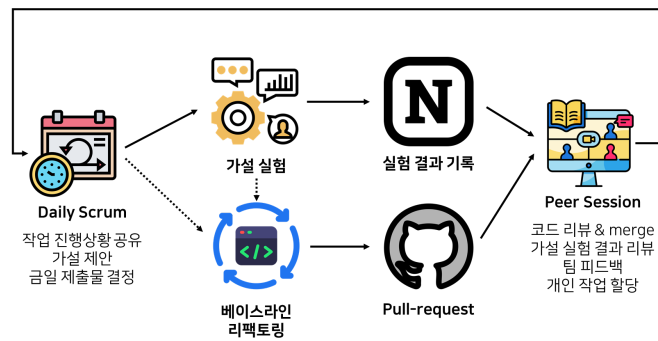 N
가설 실험
실험 결과 기록
Daily Scrum
작업 진행상황 공유
가설 제안
금일 제출물 결정
</>
베이스라인
리팩토링
Pull-request
Peer Session
코드 리뷰 & merge
가설 실험 결과 리뷰
팀 피드백
개인 작업 할당